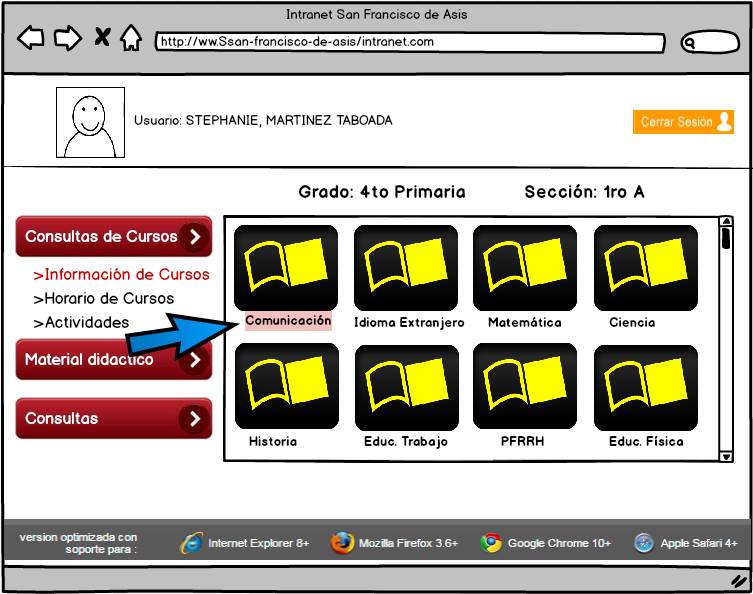 Intranet San Francisco de Asis
http://ww.Ssan-francisco-de-asis/intranet.com
Usuario: STEPHANIE, MARTINEZ TABOADA
Cerrar Sesión
Grado: 4to Primaria Sección: 1ro A
Consultas de Cursos
>Información de Cursos
>Horario de Cursos
>Actividades
Material didactico
Consultas
Comunicación Idioma Extranjero Matemática Ciencia
Historia Educ. Trabajo PFRRH Educ. Física
version optimizada con
soporte para :
Internet Explorer 8+ Mozilla Firefox 3.6+ Google Chrome 10+ Apple Safari 4+